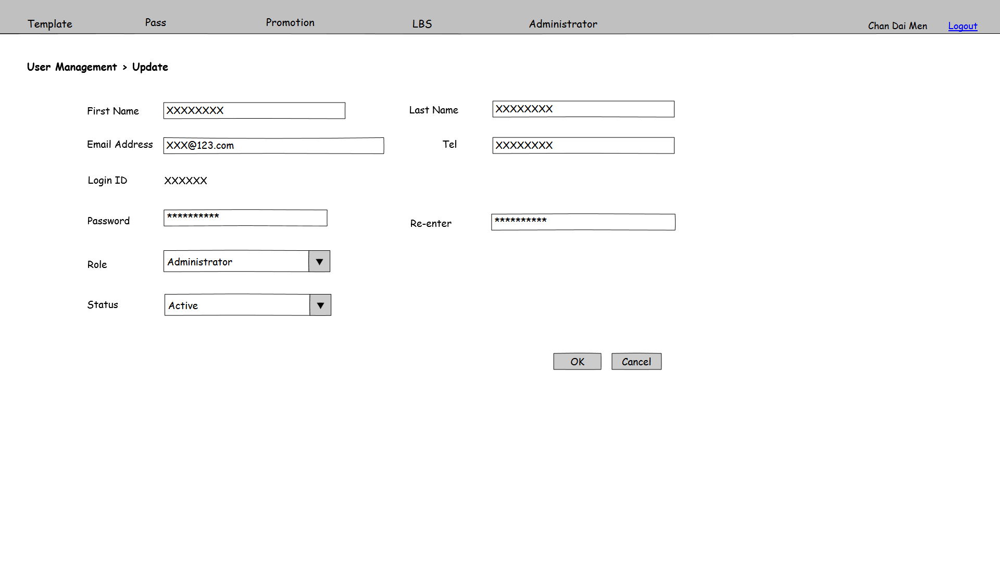 Template Pass Promotion LBS Administrator Chan Dai Men Logout
User Management > Update
First Name XXXXXXXX Last Name XXXXXXXX
Email Address XXX@123.com Tel XXXXXXXX
Login ID XXXXXX
Password ********** Re-enter **********
Role Administrator ▼
Status Active ▼
OK Cancel